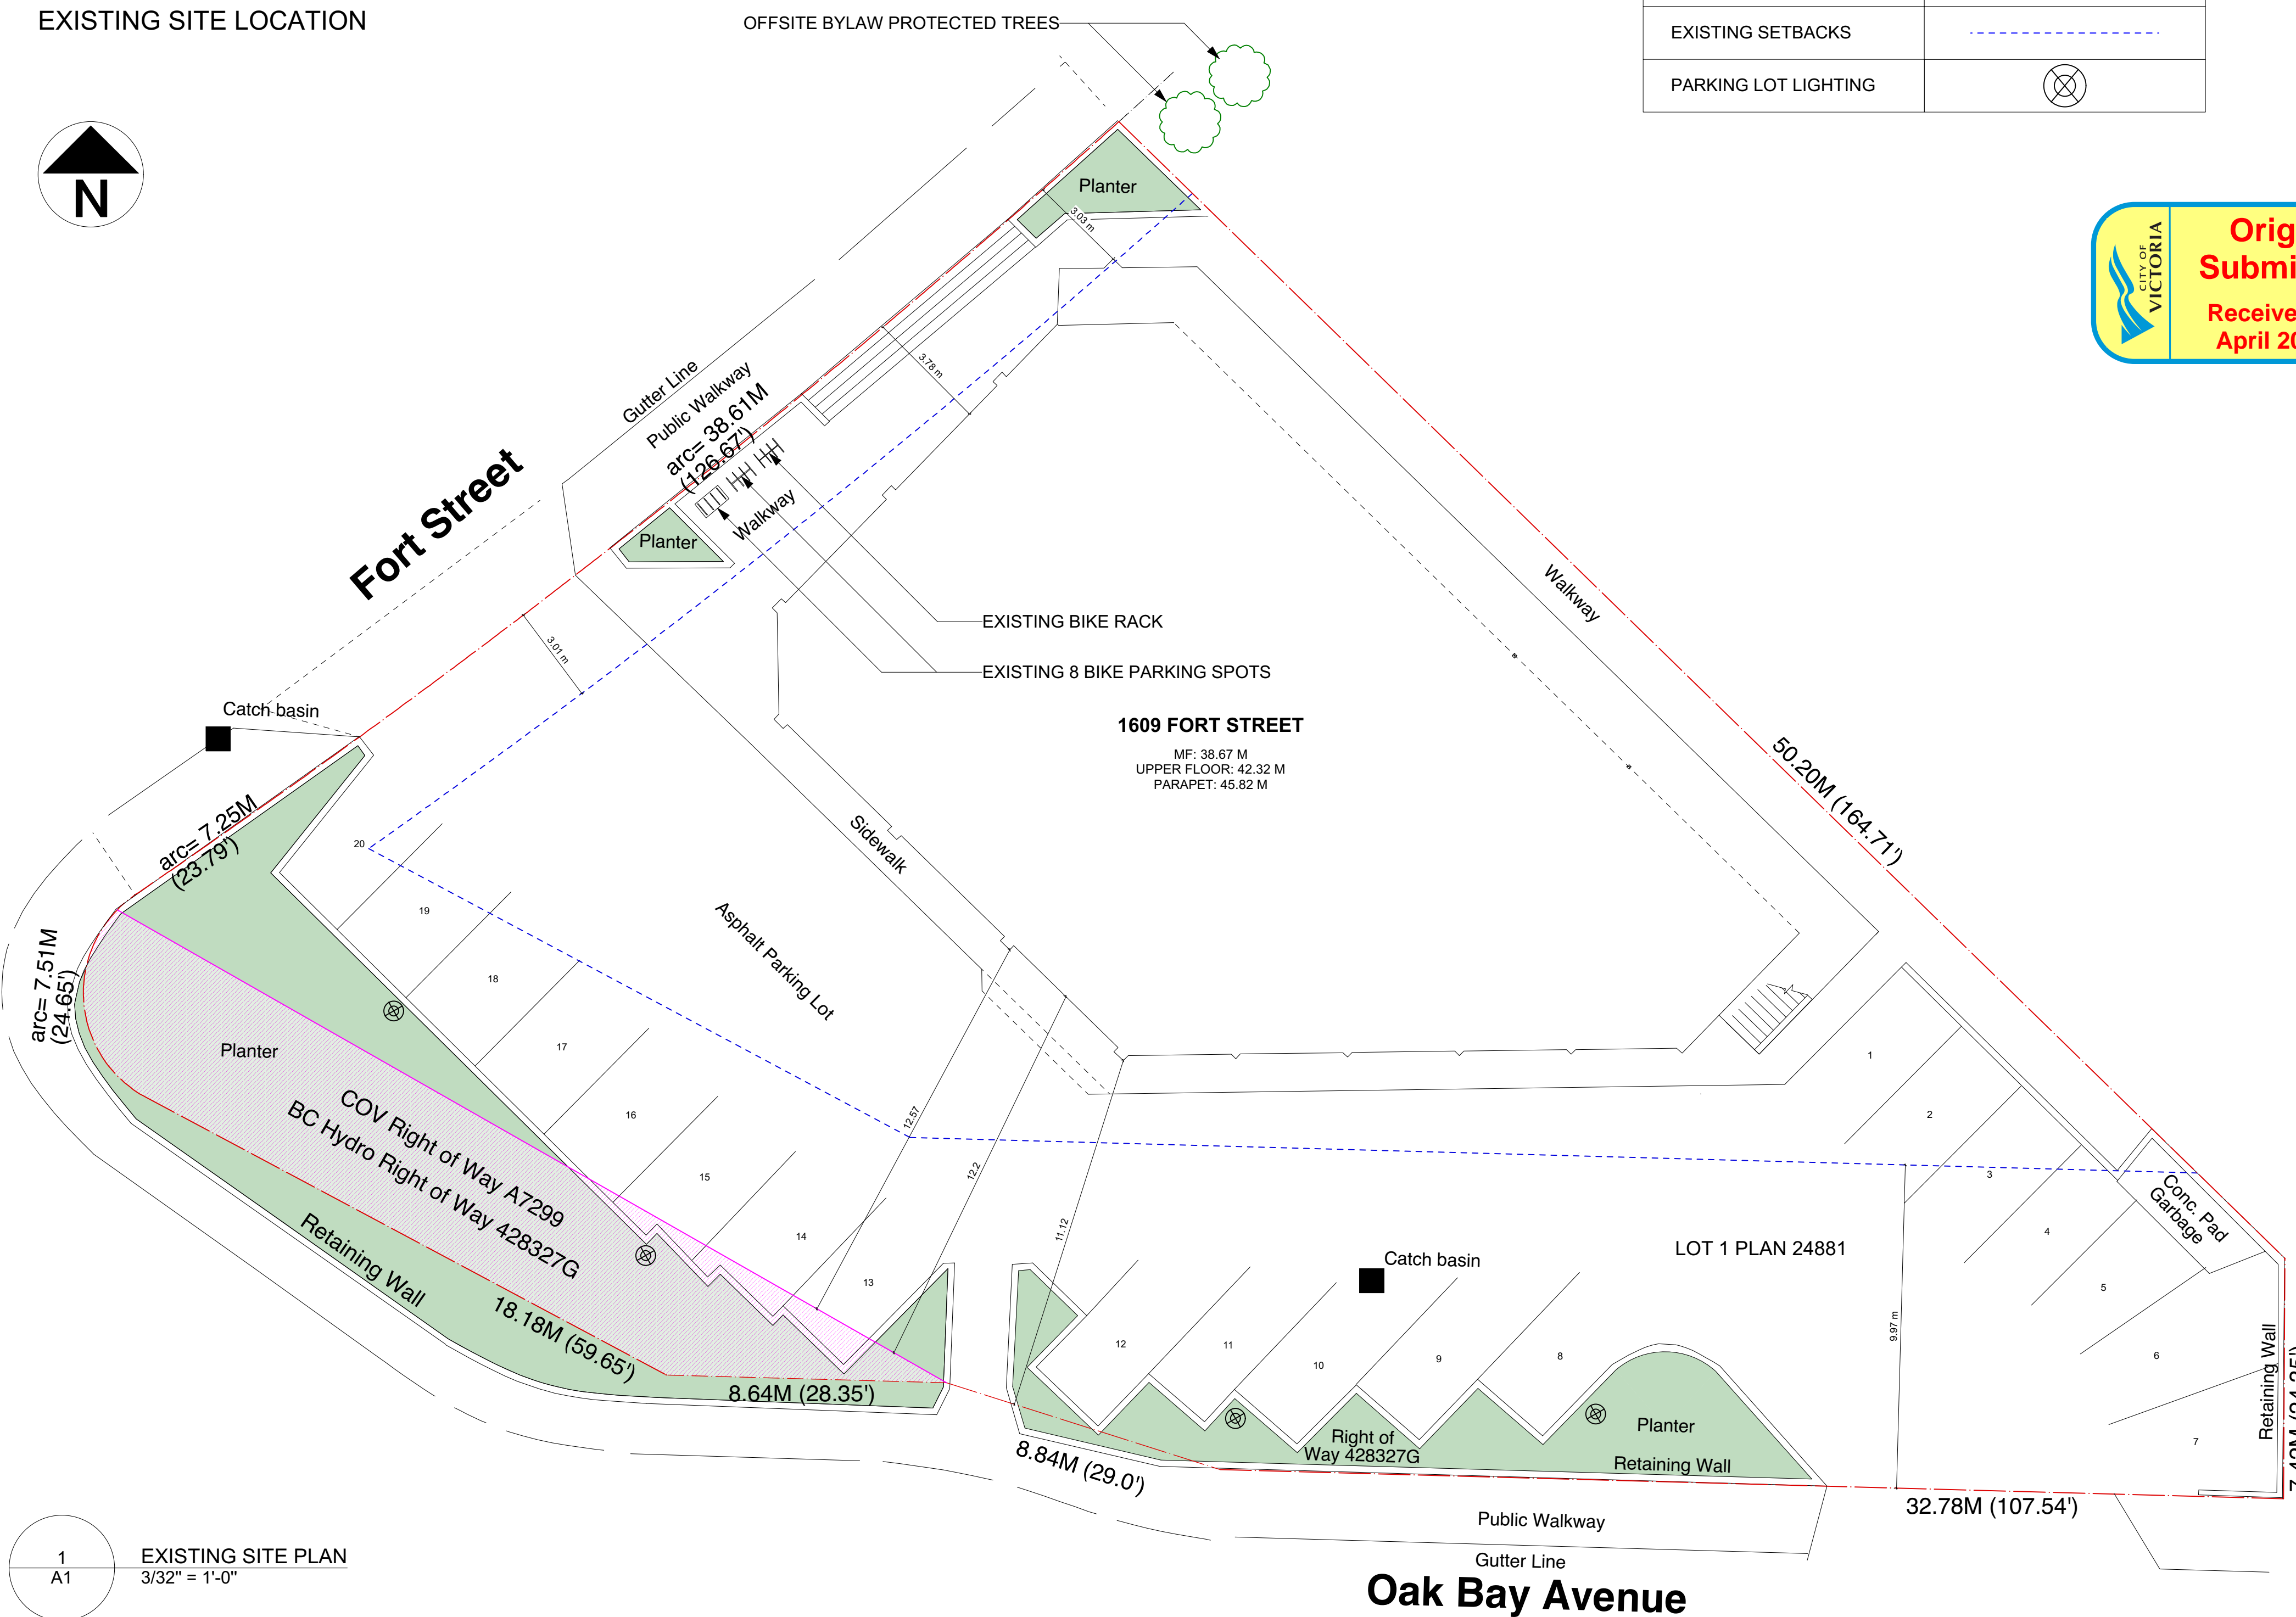 EXISTING SITE LOCATION
OFFSITE BYLAW PROTECTED TREES
EXISTING SETBACKS
PARKING LOT LIGHTING
N
CITY OF
VICTORIA
Orig
Submi
Receive
April 20
Planter
3.03 m
3.78 m
Gutter Line
Public Walkway
arc= 38.61M
(126.67')
Fort Street
Walkway
Planter
3.01 m
EXISTING BIKE RACK
EXISTING 8 BIKE PARKING SPOTS
Walkway
1609 FORT STREET
MF: 38.67 M
UPPER FLOOR: 42.32 M
PARAPET: 45.82 M
50.20M (164.71')
Catch basin
arc= 7.25M
(23.79')
Sidewalk
Asphalt Parking Lot
20
19
18
17
16
15
14
13
arc= 7.51M
(24.65')
Planter
COV Right of Way A7299
BC Hydro Right of Way 428327G
Retaining Wall
18.18M (59.65')
8.64M (28.35')
12.57
12.2
11.12
1
2
3
4
5
6
7
Conc. Pad
Garbage
LOT 1 PLAN 24881
Catch basin
12
11
10
9
8
9.97 m
Retaining Wall
Right of
Way 428327G
Planter
Retaining Wall
8.84M (29.0')
32.78M (107.54')
Public Walkway
Gutter Line
Oak Bay Avenue
1
A1
EXISTING SITE PLAN
3/32" = 1'-0"